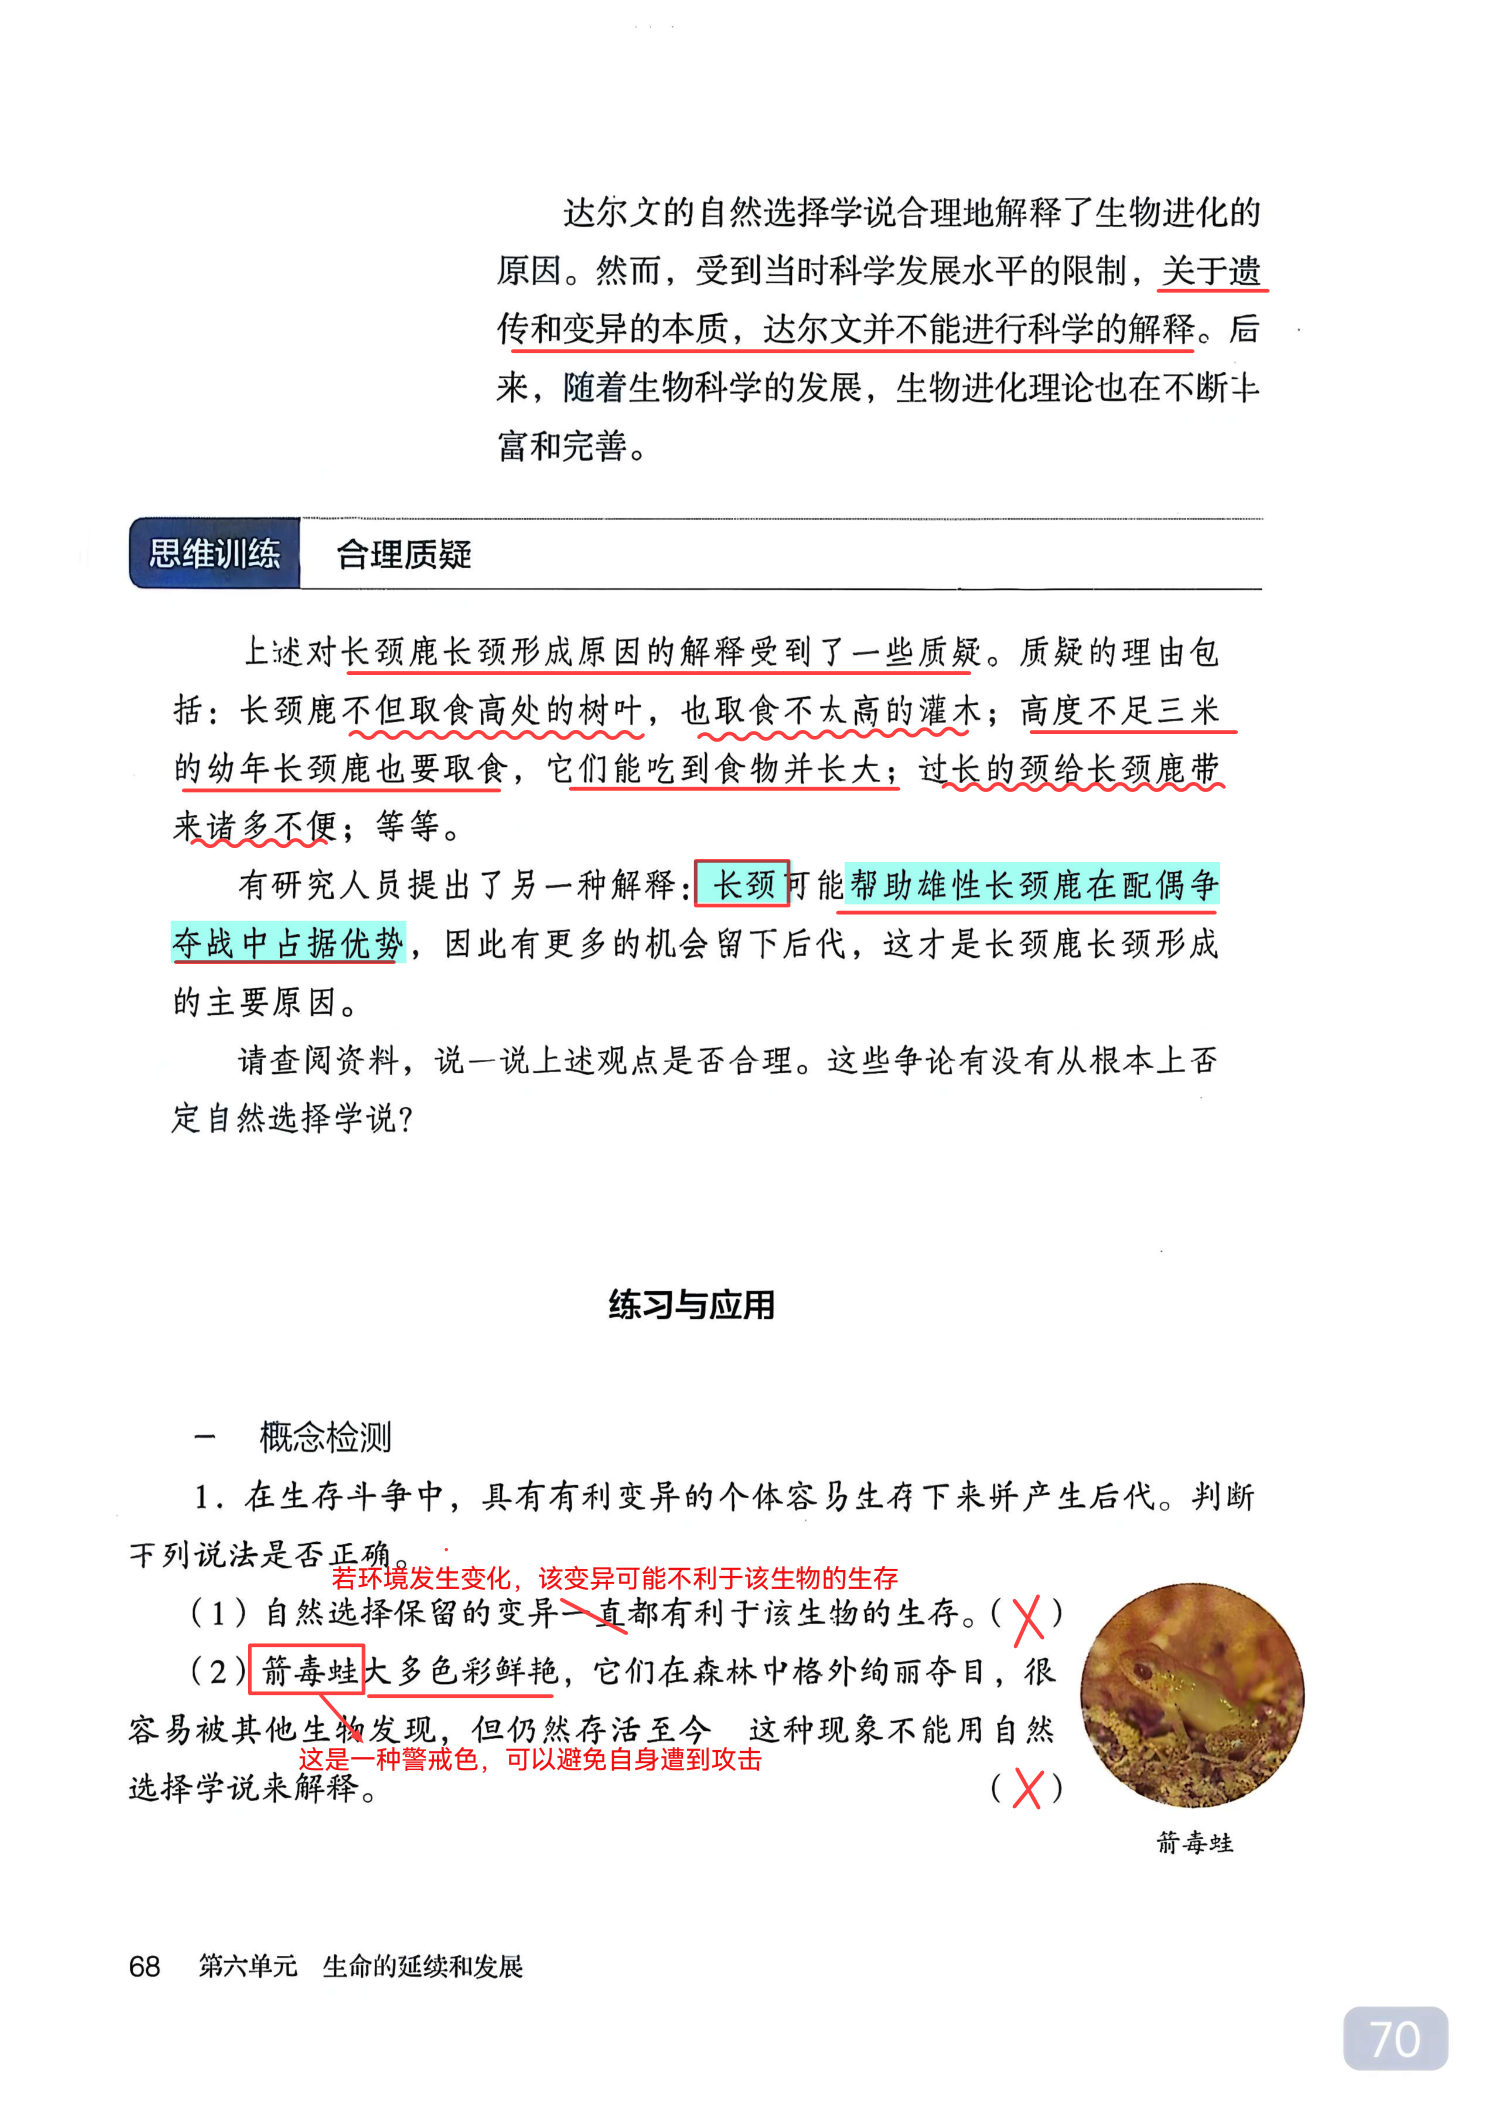 达尔文的自然选择学说合理地解释了生物进化的
原因。然而，受到当时科学发展水平的限制，关于遗
传和变异的本质，达尔文并不能进行科学的解释。后
来，随着生物科学的发展，生物进化理论也在不断丰
富和完善。
思维训练 合理质疑
上述对长颈鹿长颈形成原因的解释受到了一些质疑。质疑的理由包
括：长颈鹿不但取食高处的树叶，也取食不太高的灌木；高度不足三米
的幼年长颈鹿也要取食，它们能吃到食物并长大；过长的颈给长颈鹿带
来诸多不便；等等。
有研究人员提出了另一种解释：长颈可能帮助雄性长颈鹿在配偶争
夺战中占据优势，因此有更多的机会留下后代，这才是长颈鹿长颈形成
的主要原因。
请查阅资料，说一说上述观点是否合理。这些争论有没有从根本上否
定自然选择学说？
练习与应用
一 概念检测
1. 在生存斗争中，具有有利变异的个体容易生存下来并产生后代。判断
下列说法是否正确。
若环境发生变化，该变异可能不利于该生物的生存
（1）自然选择保留的变异一直都有利于该生物的生存。（X）
（2）箭毒蛙大多色彩鲜艳，它们在森林中格外绚丽夺目，很
容易被其他生物发现，但仍然存活至今 这种现象不能用自然
这是一种警戒色，可以避免自身遭到攻击
选择学说来解释。（X）
箭毒蛙
68 第六单元 生命的延续和发展
70